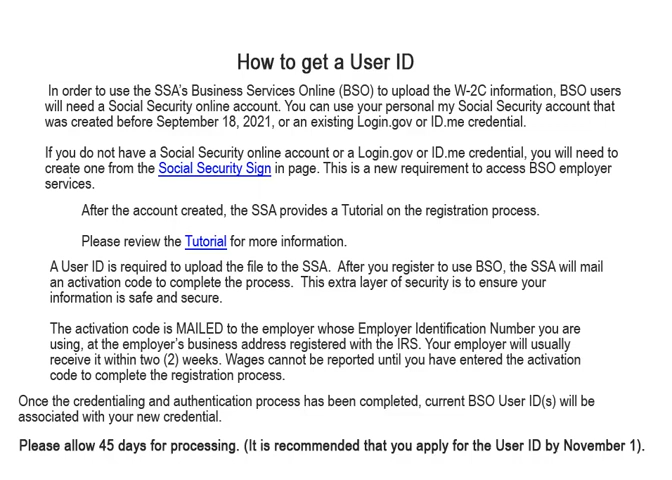 How to get a User ID
In order to use the SSA's Business Services Online (BSO) to upload the W-2C information, BSO users
will need a Social Security online account. You can use your personal my Social Security account that
was created before September 18, 2021, or an existing Login.gov or ID.me credential.
If you do not have a Social Security online account or a Login.gov or ID.me credential, you will need to
create one from the Social Security Sign in page. This is a new requirement to access BSO employer
services.
After the account created, the SSA provides a Tutorial on the registration process.
Please review the Tutorial for more information.
A User ID is required to upload the file to the SSA. After you register to use BSO, the SSA will mail
an activation code to complete the process. This extra layer of security is to ensure your
information is safe and secure.
The activation code is MAILED to the employer whose Employer Identification Number you are
using, at the employer's business address registered with the IRS. Your employer will usually
receive it within two (2) weeks. Wages cannot be reported until you have entered the activation
code to complete the registration process.
Once the credentialing and authentication process has been completed, current BSO User ID(s) will be
associated with your new credential.
Please allow 45 days for processing. (It is recommended that you apply for the User ID by November 1).